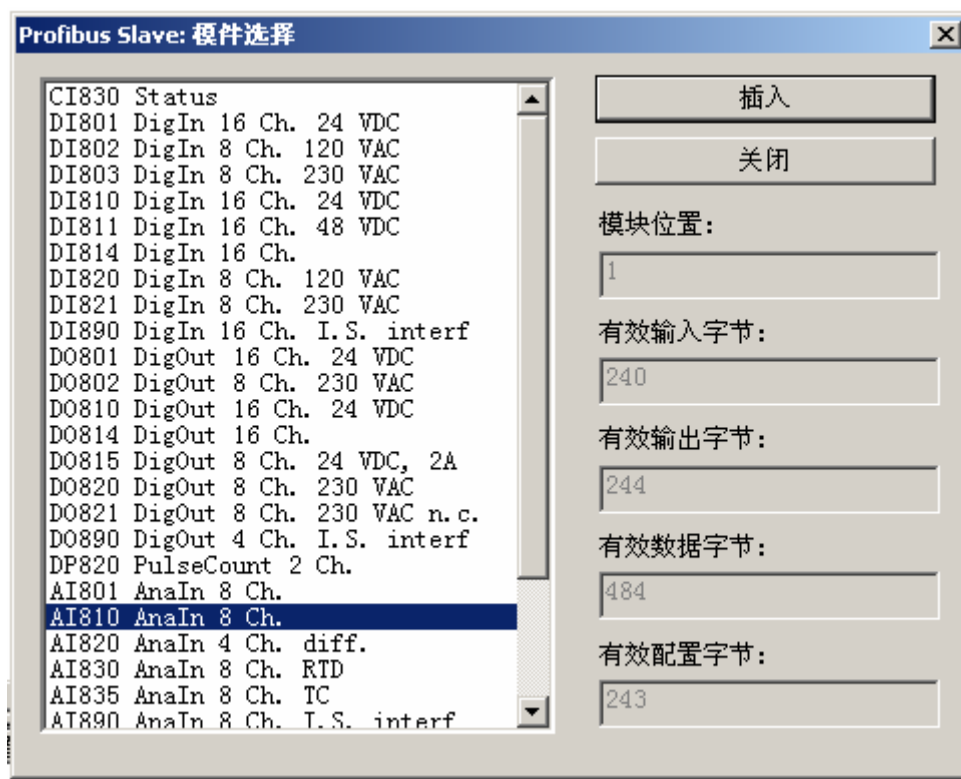 Profibus Slave: 模件选择
CI830 Status
DI801 DigIn 16 Ch. 24 VDC
DI802 DigIn 8 Ch. 120 VAC
DI803 DigIn 8 Ch. 230 VAC
DI810 DigIn 16 Ch. 24 VDC
DI811 DigIn 16 Ch. 48 VDC
DI814 DigIn 16 Ch.
DI820 DigIn 8 Ch. 120 VAC
DI821 DigIn 8 Ch. 230 VAC
DI890 DigIn 16 Ch. I.S. interf
DO801 DigOut 16 Ch. 24 VDC
DO802 DigOut 8 Ch. 230 VAC
DO810 DigOut 16 Ch. 24 VDC
DO814 DigOut 16 Ch.
DO815 DigOut 8 Ch. 24 VDC, 2A
DO820 DigOut 8 Ch. 230 VAC
DO821 DigOut 8 Ch. 230 VAC n.c.
DO890 DigOut 4 Ch. I.S. interf
DP820 PulseCount 2 Ch.
AI801 AnaIn 8 Ch.
AI810 AnaIn 8 Ch.
AI820 AnaIn 4 Ch. diff.
AI830 AnaIn 8 Ch. RTD
AI835 AnaIn 8 Ch. TC
AI890 AnaIn 8 Ch. I.S. interf
插入
关闭
模块位置:
1
有效输入字节:
240
有效输出字节:
244
有效数据字节:
484
有效配置字节:
243